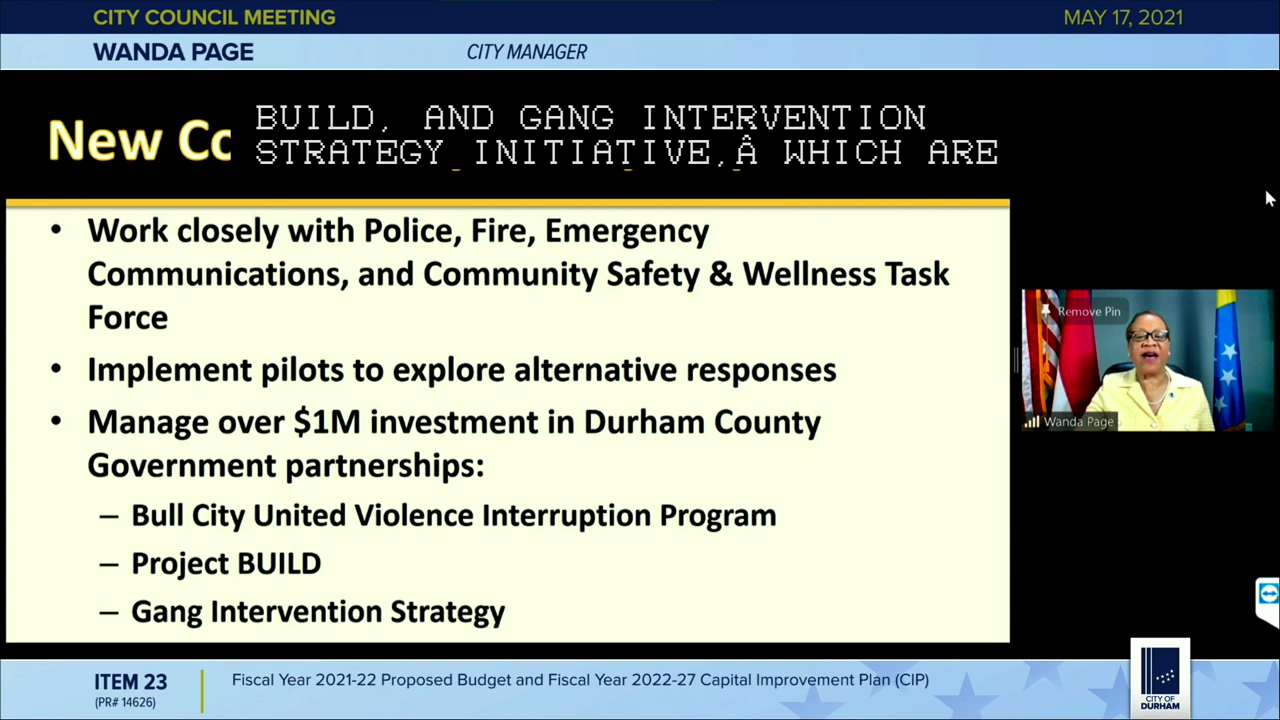 CITY COUNCIL MEETING
MAY 17, 2021
WANDA PAGE
CITY MANAGER
BUILD, AND GANG INTERVENTION
STRATEGY INITIATIVE,Â WHICH ARE
New Co
• Work closely with Police, Fire, Emergency
Communications, and Community Safety & Wellness Task
Force
• Implement pilots to explore alternative responses
• Manage over $1M investment in Durham County
Government partnerships:
– Bull City United Violence Interruption Program
– Project BUILD
– Gang Intervention Strategy
Remove Pin
Wanda Page
ITEM 23
(PR# 14626)
Fiscal Year 2021-22 Proposed Budget and Fiscal Year 2022-27 Capital Improvement Plan (CIP)
CITY OF
DURHAM